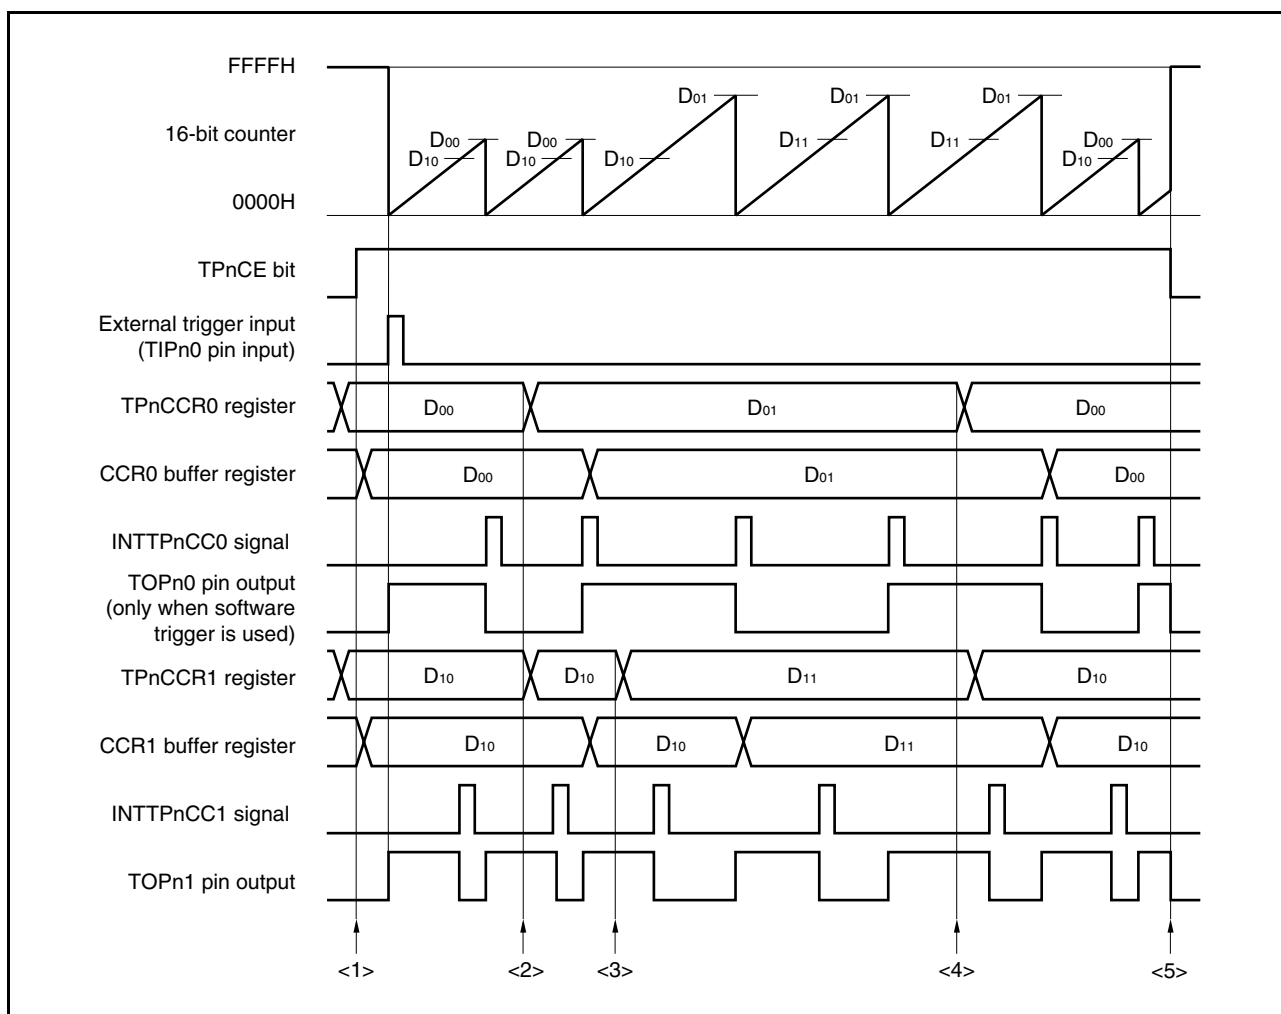 FFFFH
D01 D01 D01
16-bit counter
D00 D00 D11 D11 D00
D10 D10 D10 D10
0000H
TPnCE bit
External trigger input
(TIPn0 pin input)
TPnCCR0 register D00 D01 D00
CCR0 buffer register D00 D01 D00
INTTPnCC0 signal
TOPn0 pin output
(only when software
trigger is used)
TPnCCR1 register D10 D10 D11 D10
CCR1 buffer register D10 D10 D11 D10
INTTPnCC1 signal
TOPn1 pin output
<1> <2> <3> <4> <5>